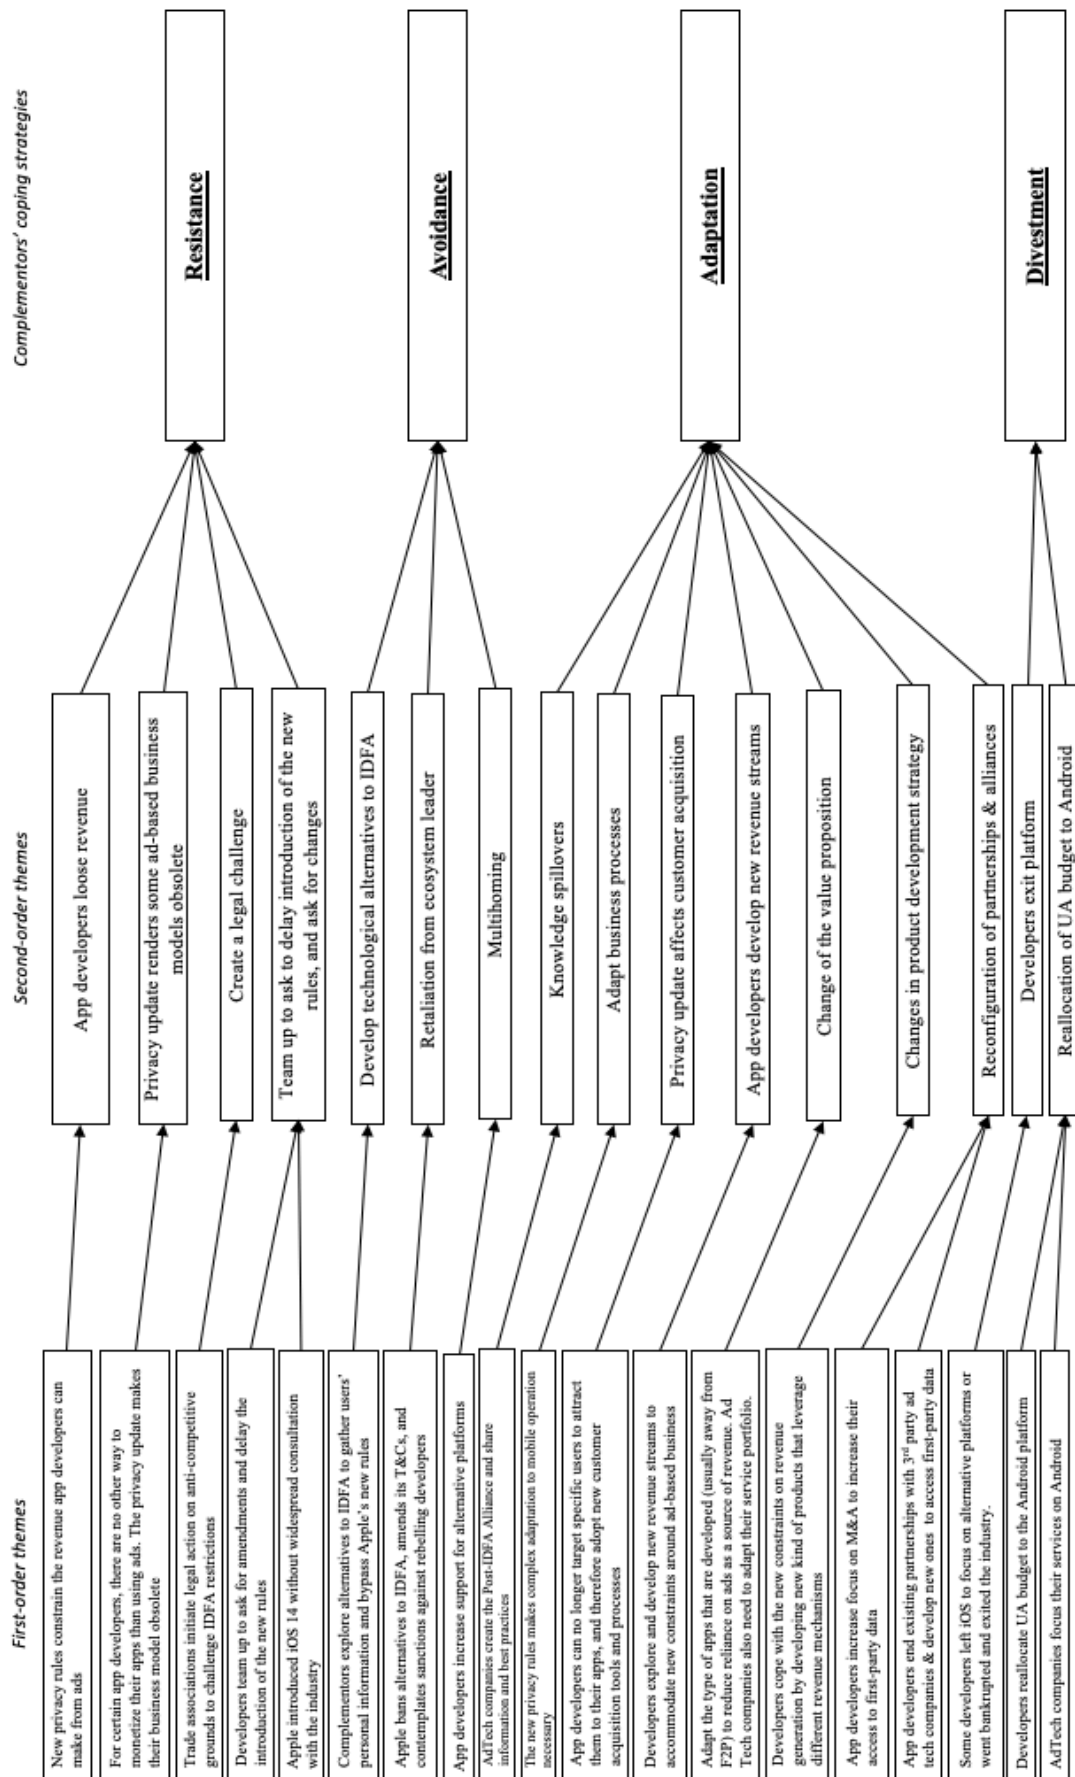 First-order themes
New privacy rules constrain the revenue app developers can
make from ads
For certain app developers, there are no other way to
monetize their apps than using ads. The privacy update makes
their business model obsolete
Trade associations initiate legal action on anti-competitive
grounds to challenge IDFA restrictions
Developers team up to ask for amendments and delay the
introduction of the new rules
Apple introduced iOS 14 without widespread consultation
with the industry
Complementors explore alternatives to IDFA to gather users'
personal information and bypass Apple's new rules
Apple bans alternatives to IDFA, amends its T&Cs, and
contemplates sanctions against rebelling developers
App developers increase support for alternative platforms
AdTech companies create the Post-IDFA Alliance and share
information and best practices
The new privacy rules makes complex adaptation to mobile operation
necessary
App developers can no longer target specific users to attract
them to their apps, and therefore adopt new customer
acquisition tools and processes
Developers explore and develop new revenue streams to
accommodate new constraints around ad-based business
Adapt the type of apps that are developed (usually away from
F2P) to reduce reliance on ads as a source of revenue. Ad
Tech companies also need to adapt their service portfolio.
Developers cope with the new constraints on revenue
generation by developing new kind of products that leverage
different revenue mechanisms
App developers increase focus on M&A to increase their
access to first-party data
App developers end existing partnerships with 3rd party ad
tech companies & develop new ones to access first-party data
Some developers left iOS to focus on alternative platforms or
went bankrupted and exited the industry.
Developers reallocate UA budget to the Android platform
AdTech companies focus their services on Android
Second-order themes
App developers loose revenue
Privacy update renders some ad-based business
models obsolete
Create a legal challenge
Team up to ask to delay introduction of the new
rules, and ask for changes
Develop technological alternatives to IDFA
Retaliation from ecosystem leader
Multihoming
Knowledge spillovers
Adapt business processes
Privacy update affects customer acquisition
App developers develop new revenue streams
Change of the value proposition
Changes in product development strategy
Reconfiguration of partnerships & alliances
Developers exit platform
Reallocation of UA budget to Android
Complementors' coping strategies
Resistance
Avoidance
Adaptation
Divestment